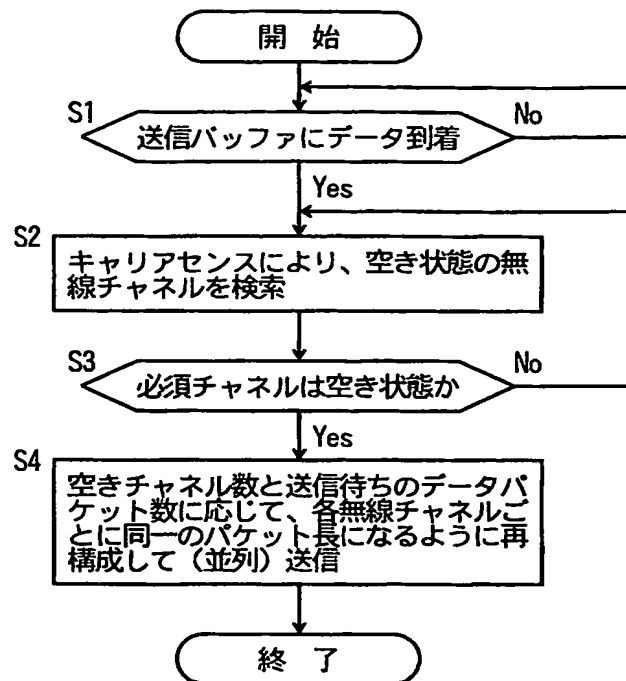 開始
S1
送信バッファにデータ到着
No
Yes
S2
キャリアセンスにより、空き状態の無
線チャネルを検索
S3
必須チャネルは空き状態か
No
Yes
S4
空きチャネル数と送信待ちのデータパ
ケット数に応じて、各無線チャネルご
とに同一のパケット長になるように再
構成して（並列）送信
終了